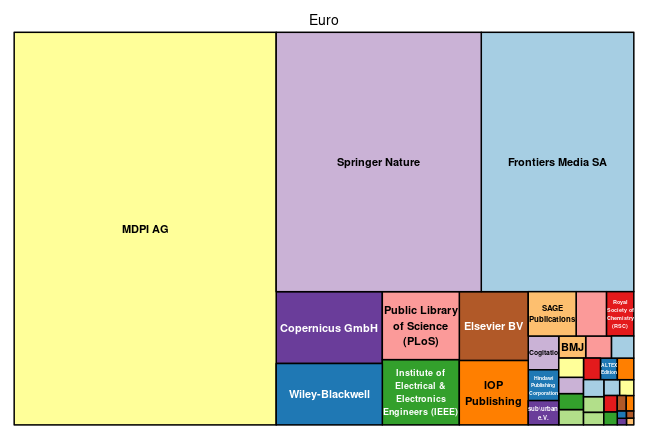 Euro
MDPI AG
Springer Nature
Frontiers Media SA
Copernicus GmbH
Wiley-Blackwell
Public Library
of Science
(PLoS)
Institute of
Electrical &
Electronics
Engineers (IEEE)
Elsevier BV
IOP
Publishing
SAGE
Publications
Royal
Society of
Chemistry
(RSC)
Cogitatio
BMJ
ALTEX
Edition
Hindawi
Publishing
Corporation
sub\urban
e.V.